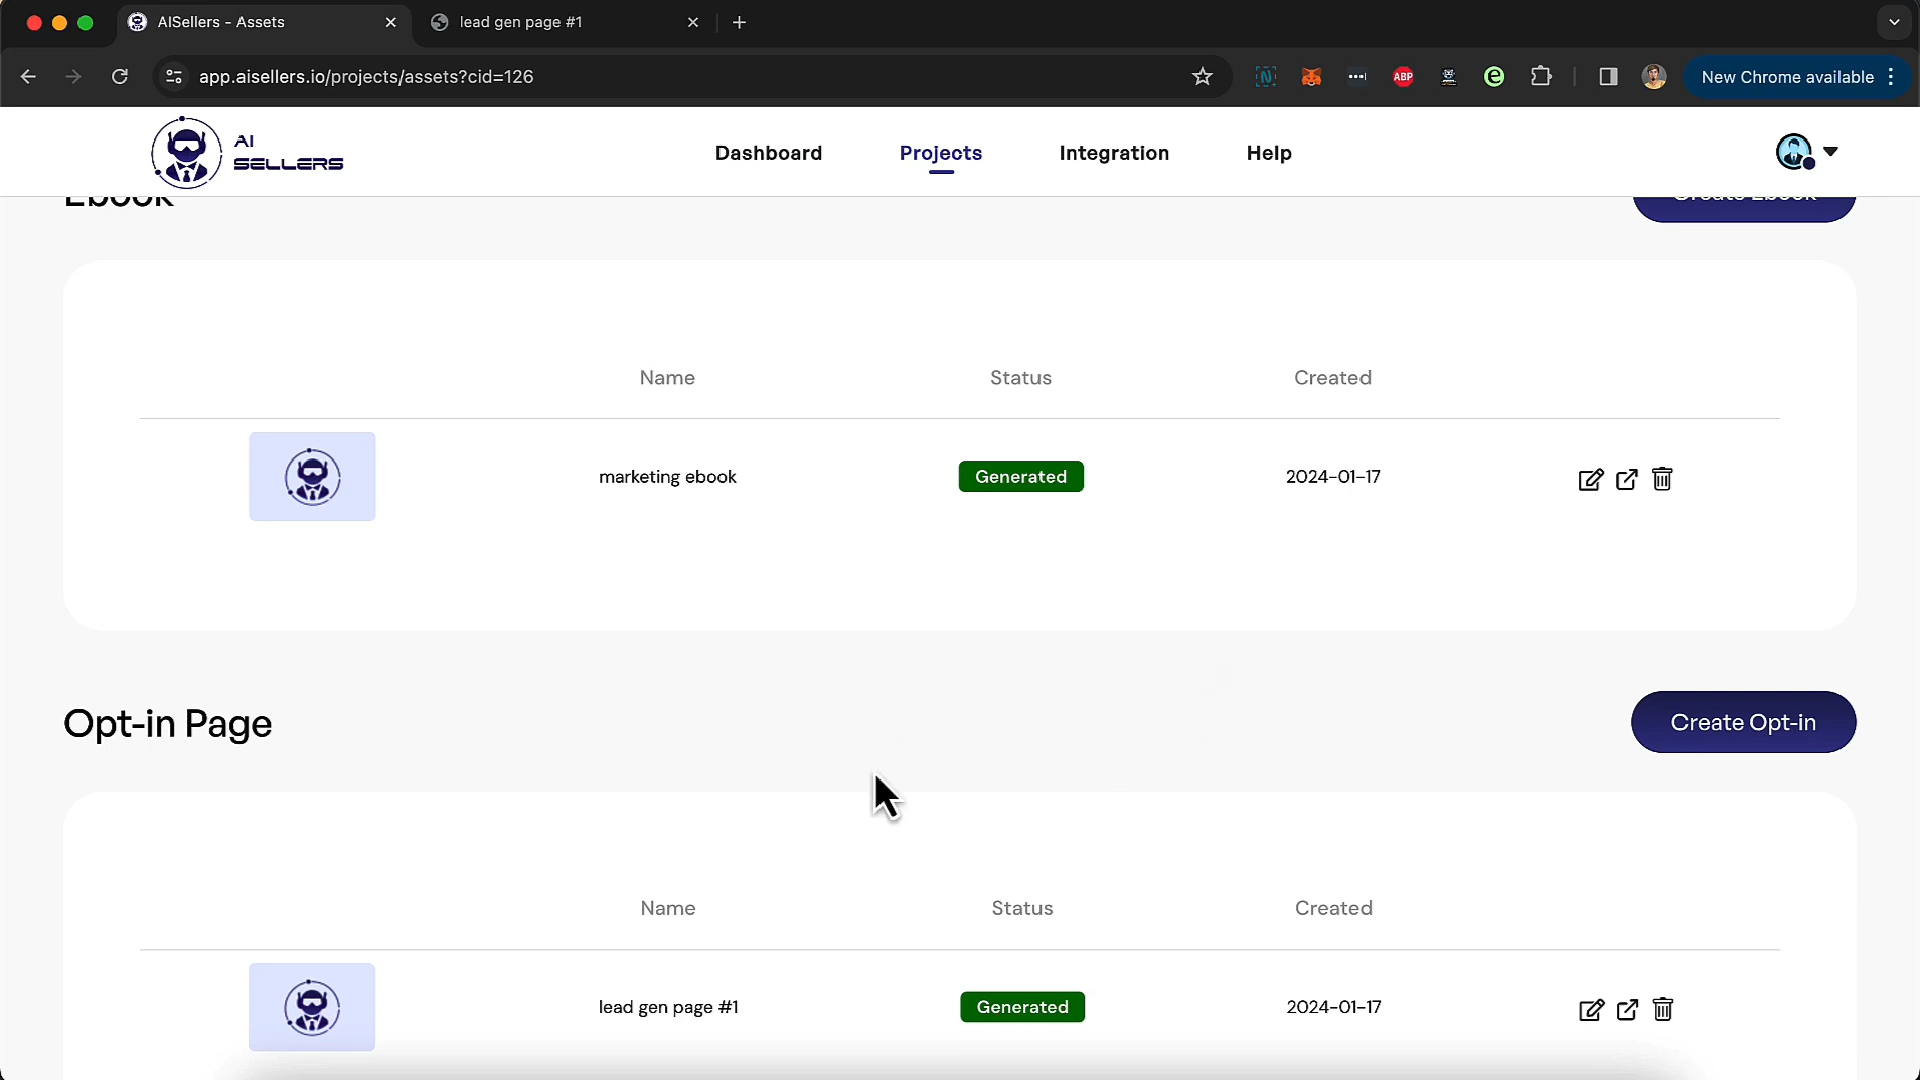 AISellers - Assets
lead gen page #1
app.aisellers.io/projects/assets?cid=126
ABP
New Chrome available
AI
SELLERS
Dashboard
Projects
Integration
Help
Ebook
Create Ebook
Name
Status
Created
marketing ebook
Generated
2024-01-17
Opt-in Page
Create Opt-in
Name
Status
Created
lead gen page #1
Generated
2024-01-17